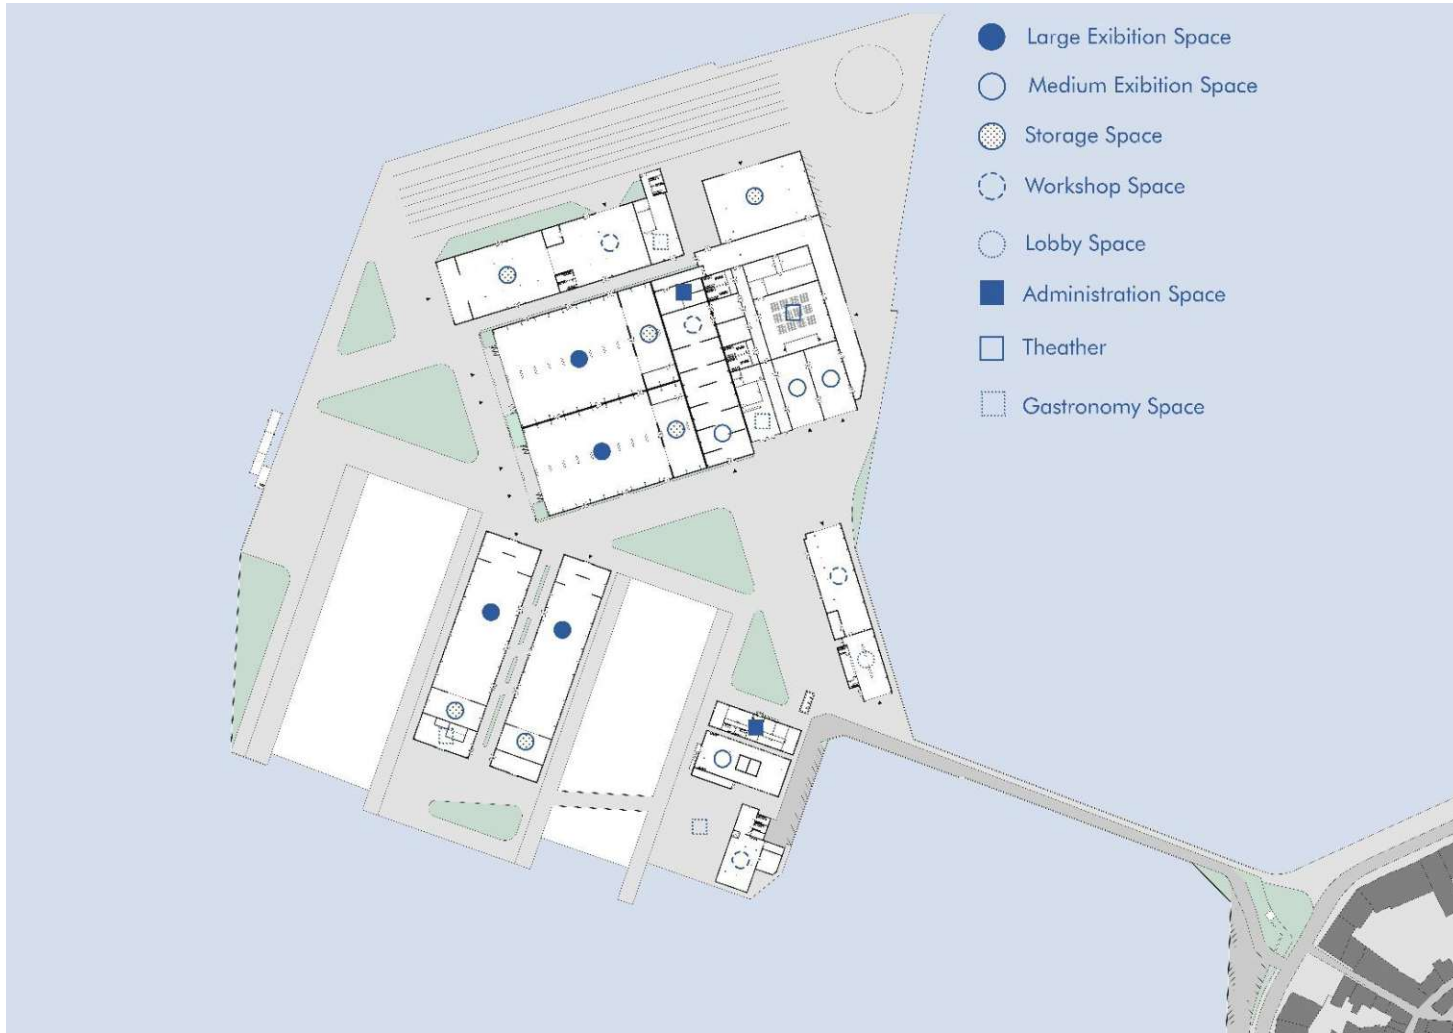 Large Exibition Space
Medium Exibition Space
Storage Space
Workshop Space
Lobby Space
Administration Space
Theather
Gastronomy Space